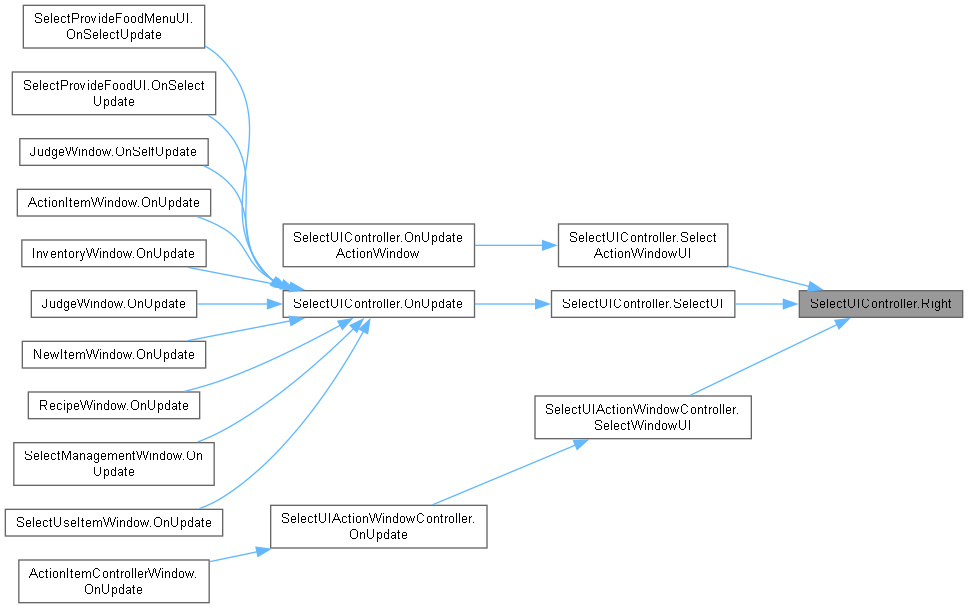 SelectProvideFoodMenuUI.
OnSelectUpdate
SelectProvideFoodUI.OnSelect
Update
JudgeWindow.OnSelfUpdate
ActionItemWindow.OnUpdate
InventoryWindow.OnUpdate
JudgeWindow.OnUpdate
NewItemWindow.OnUpdate
RecipeWindow.OnUpdate
SelectManagementWindow.On
Update
SelectUseItemWindow.OnUpdate
ActionItemControllerWindow.
OnUpdate
SelectUIController.OnUpdate
ActionWindow
SelectUIController.OnUpdate
SelectUIActionWindowController.
OnUpdate
SelectUIController.Select
ActionWindowUI
SelectUIController.SelectUI
SelectUIActionWindowController.
SelectWindowUI
SelectUIController.Right